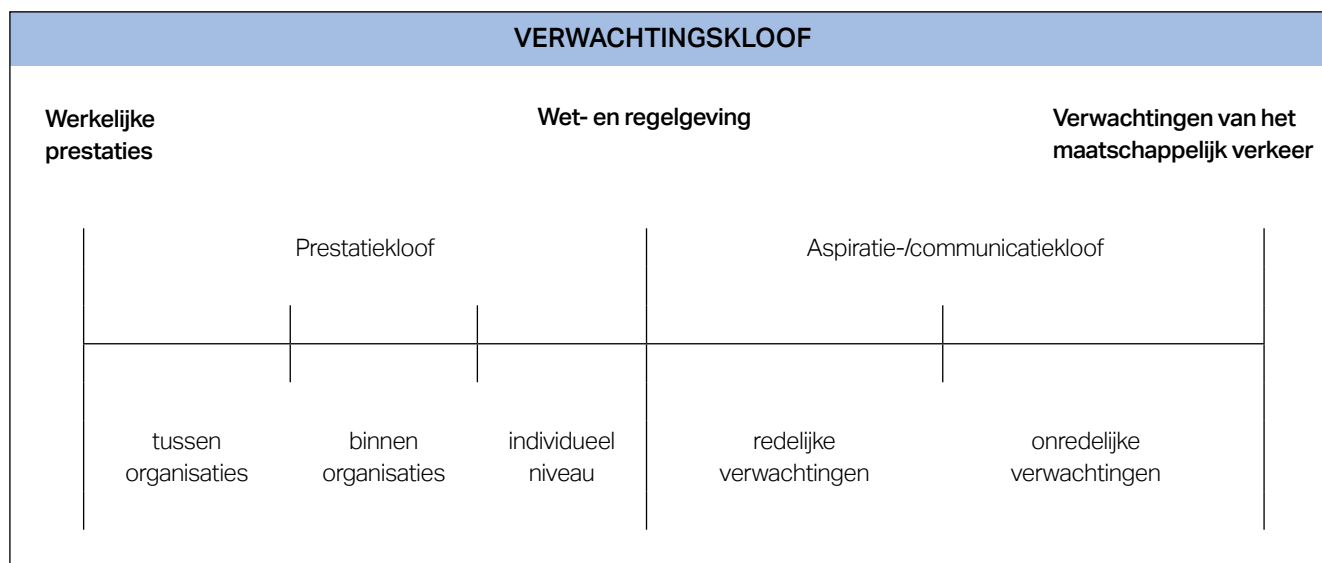 VERWACHTINGSKLOOF
Werkelijke
prestaties
Wet- en regelgeving
Verwachtingen van het
maatschappelijk verkeer
Prestatiekloof
Aspiratie-/communicatiekloof
tussen
organisaties
binnen
organisaties
individueel
niveau
redelijke
verwachtingen
onredelijke
verwachtingen